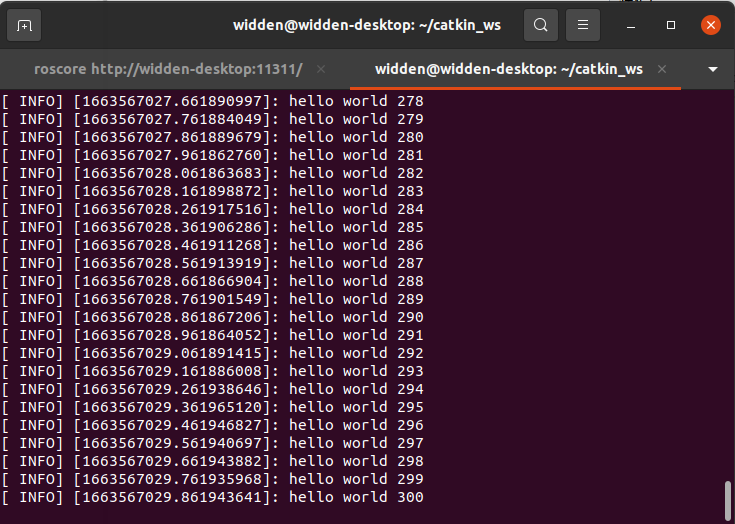 widden@widden-desktop: ~/catkin_ws
roscore http://widden-desktop:11311/
widden@widden-desktop: ~/catkin_ws
[ INFO] [1663567027.661890997]: hello world 278
[ INFO] [1663567027.761884049]: hello world 279
[ INFO] [1663567027.861889679]: hello world 280
[ INFO] [1663567027.961862760]: hello world 281
[ INFO] [1663567028.061863683]: hello world 282
[ INFO] [1663567028.161898872]: hello world 283
[ INFO] [1663567028.261917516]: hello world 284
[ INFO] [1663567028.361906286]: hello world 285
[ INFO] [1663567028.461911268]: hello world 286
[ INFO] [1663567028.561913919]: hello world 287
[ INFO] [1663567028.661866904]: hello world 288
[ INFO] [1663567028.761901549]: hello world 289
[ INFO] [1663567028.861867206]: hello world 290
[ INFO] [1663567028.961864052]: hello world 291
[ INFO] [1663567029.061891415]: hello world 292
[ INFO] [1663567029.161886008]: hello world 293
[ INFO] [1663567029.261938646]: hello world 294
[ INFO] [1663567029.361965120]: hello world 295
[ INFO] [1663567029.461946827]: hello world 296
[ INFO] [1663567029.561940697]: hello world 297
[ INFO] [1663567029.661943882]: hello world 298
[ INFO] [1663567029.761935968]: hello world 299
[ INFO] [1663567029.861943641]: hello world 300